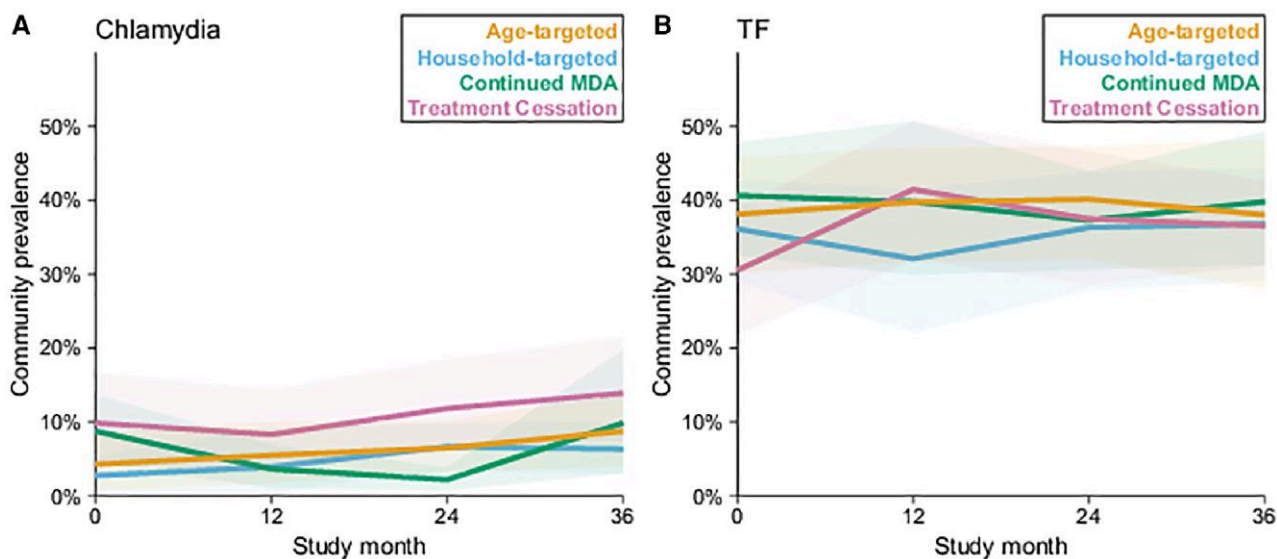 A
Chlamydia
Age-targeted
Household-targeted
Continued MDA
Treatment Cessation
50%
40%
30%
20%
10%
0%
Community prevalence
0 12 24 36
Study month
B
TF
Age-targeted
Household-targeted
Continued MDA
Treatment Cessation
50%
40%
30%
20%
10%
0%
Community prevalence
0 12 24 36
Study month